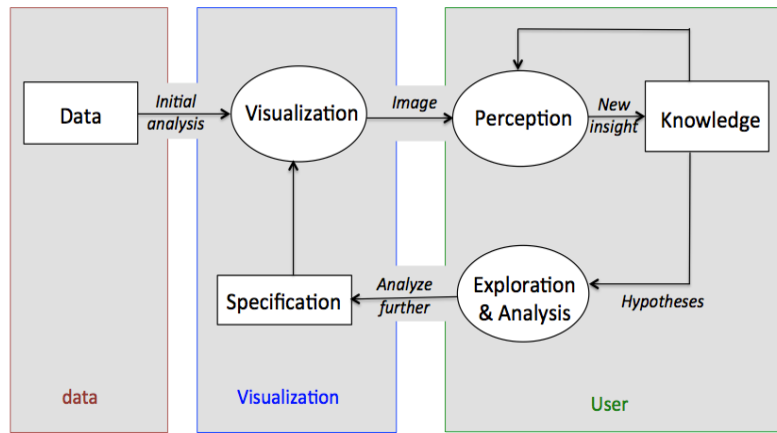 Data
Initial
analysis
Visualization
Image
Perception
New
insight
Knowledge
Specification
Analyze
further
Exploration
& Analysis
Hypotheses
data
Visualization
User